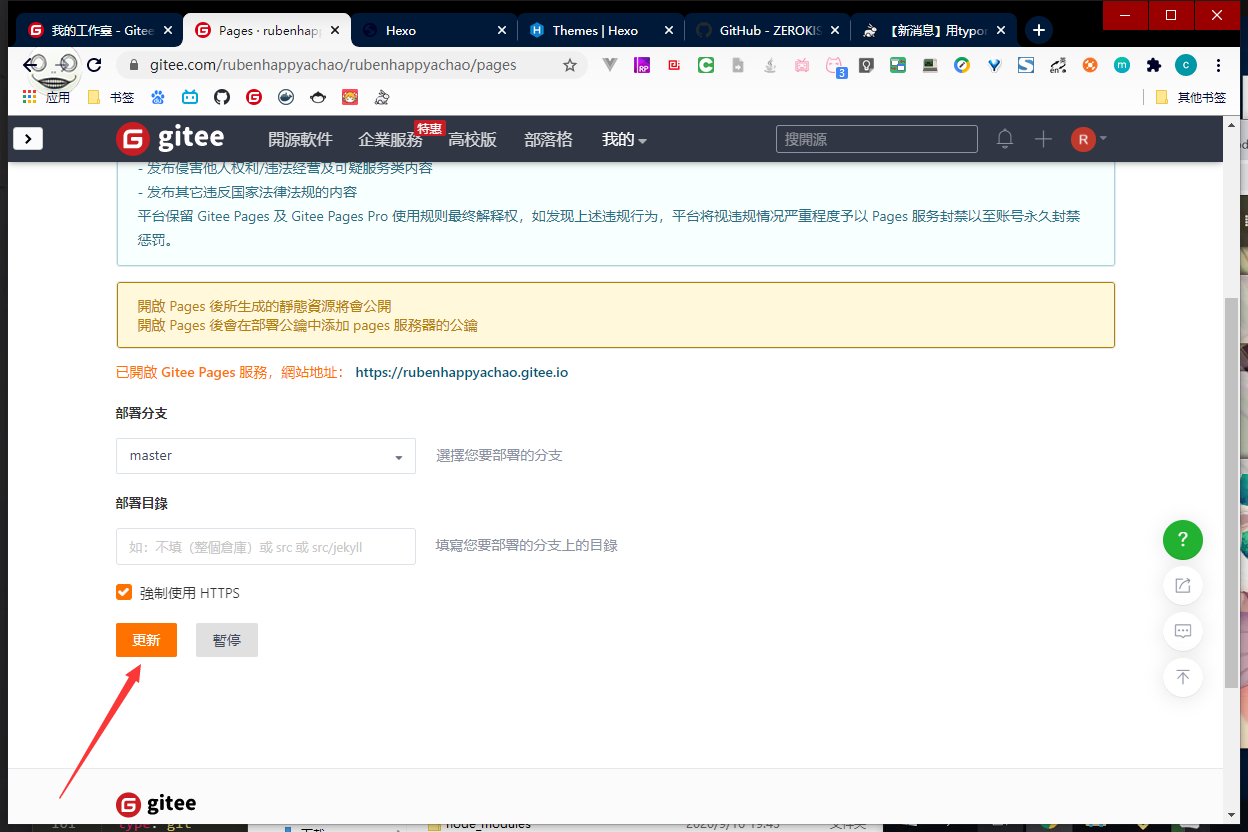 我的工作室 - Gitee
Pages · rubenhapp
Hexo
Themes | Hexo
GitHub - ZEROKIS
【新消息】用typor
gitee.com/rubenhappyachao/rubenhappyachao/pages
RP
3
en
m
c
应用
书签
其他书签
gitee
開源軟件
企業服務
特惠
高校版
部落格
我的
搜開源
R
- 发布侵害他人权利/违法经营及可疑服务类内容
- 发布其它违反国家法律法规的内容
平台保留 Gitee Pages 及 Gitee Pages Pro 使用规则最终解释权，如发现上述违规行为，平台将视违规情况严重程度予以 Pages 服务封禁以至账号永久封禁
惩罚。
開啟 Pages 後所生成的靜態資源將會公開
開啟 Pages 後會在部署公鑰中添加 pages 服務器的公鑰
已開啟 Gitee Pages 服務，網站地址： https://rubenhappyachao.gitee.io
部署分支
master
選擇您要部署的分支
部署目錄
如：不填（整個倉庫）或 src 或 src/jekyll
填寫您要部署的分支上的目錄
強制使用 HTTPS
更新
暫停
?
gitee
type: git
node_modules